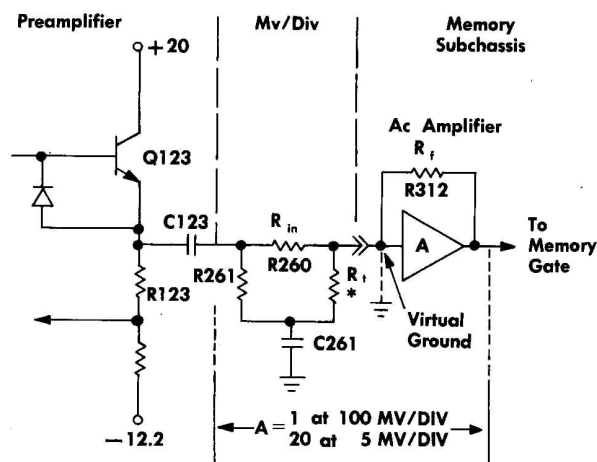 Preamplifier
Mv/Div
Memory
Subchassis
+20
Ac Amplifier
R f
R312
Q123
C123
R in
To
Memory
Gate
A
R261
R260
R t
*
R123
Virtual
Ground
C261
-12.2
A = 1 at 100 MV/DIV
20 at 5 MV/DIV